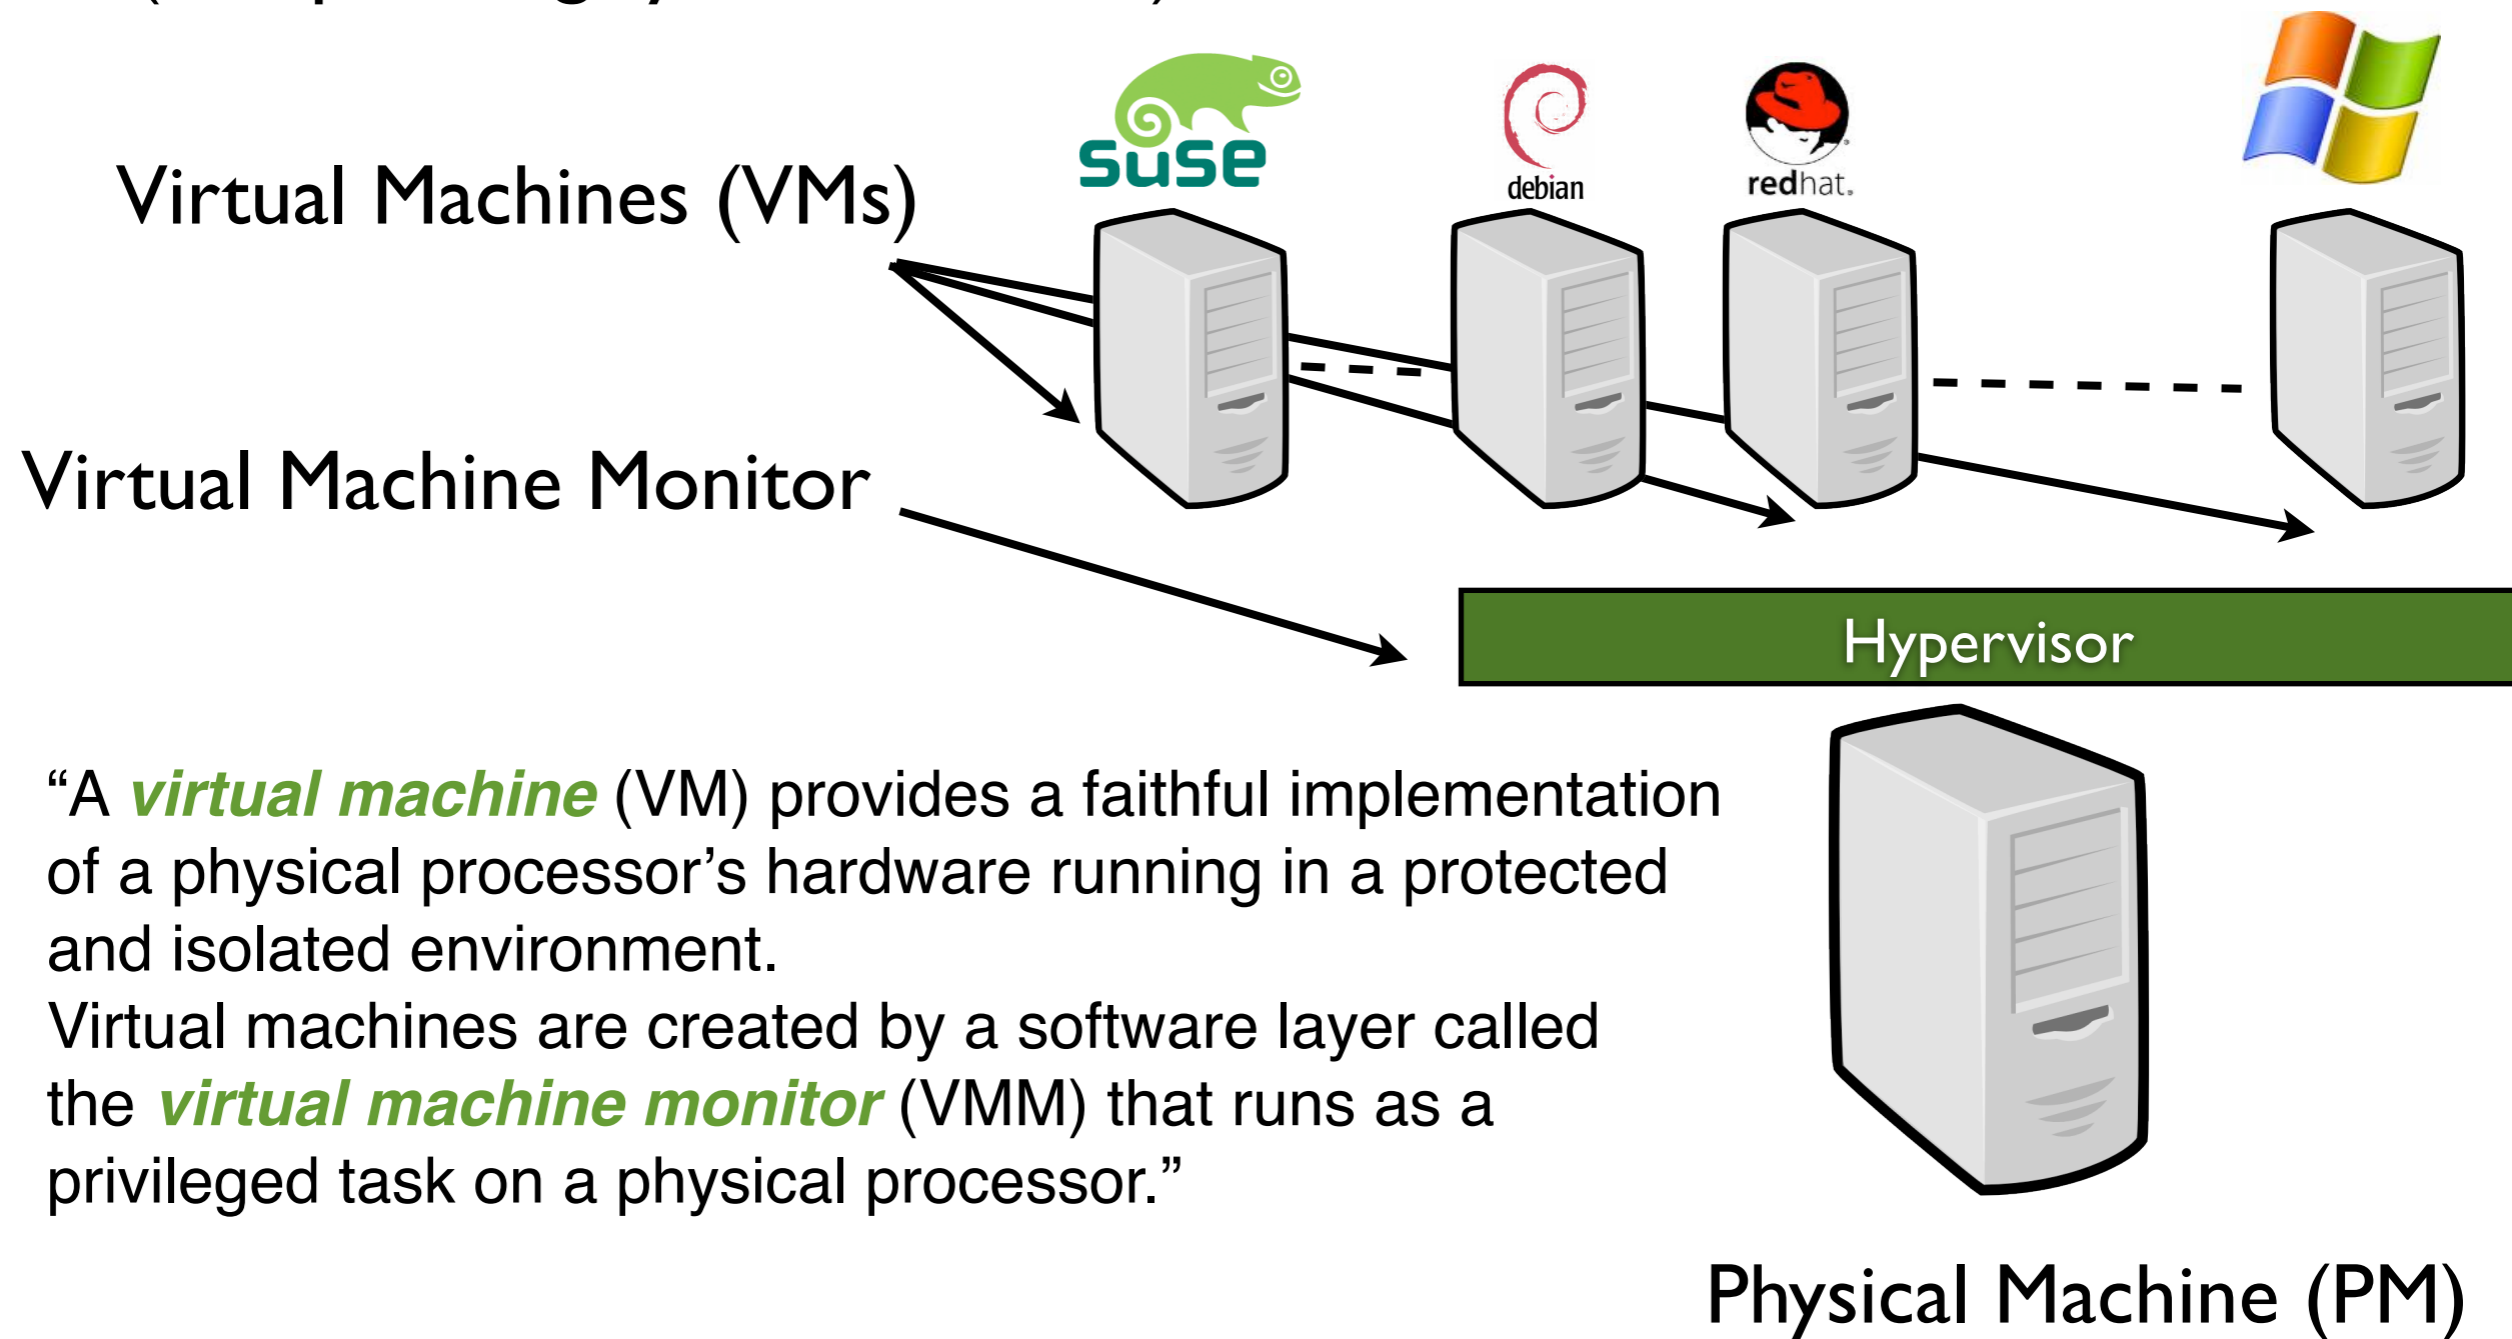 suse
debian
redhat.
Virtual Machines (VMs)
Virtual Machine Monitor
Hypervisor
“A virtual machine (VM) provides a faithful implementation
of a physical processor’s hardware running in a protected
and isolated environment.
Virtual machines are created by a software layer called
the virtual machine monitor (VMM) that runs as a
privileged task on a physical processor.”
Physical Machine (PM)